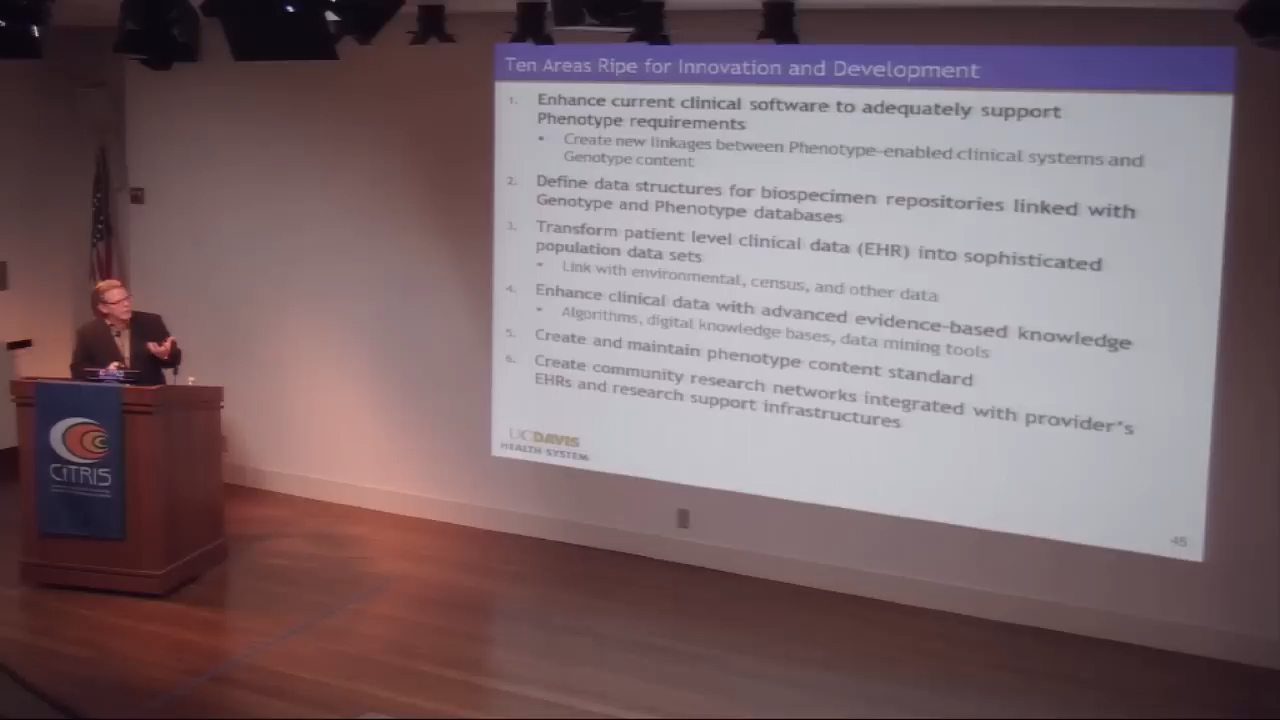 Ten Areas Ripe for Innovation and Development
1. Enhance current clinical software to adequately support
Phenotype requirements
• Create new linkages between Phenotype-enabled clinical systems and
Genotype content
2. Define data structures for biospecimen repositories linked with
Genotype and Phenotype databases
3. Transform patient level clinical data (EHR) into sophisticated
population data sets
• Link with environmental, census, and other data
4. Enhance clinical data with advanced evidence-based knowledge
• Algorithms, digital knowledge bases, data mining tools
5. Create and maintain phenotype content standard
6. Create community research networks integrated with provider's
EHRs and research support infrastructures
UCDAVIS
HEALTH SYSTEM
45
CiTRIS